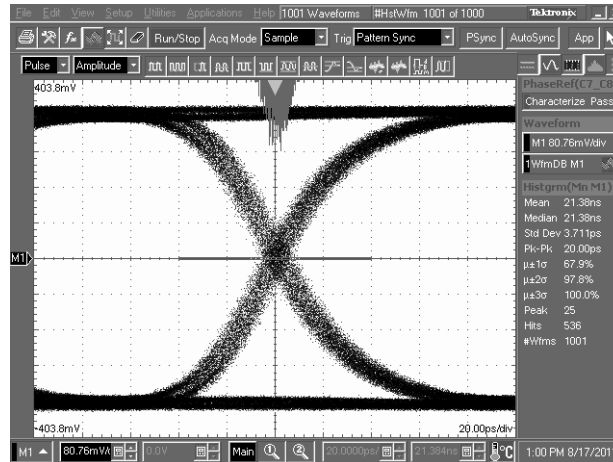 File Edit View Setup Utilities Applications Help 1001 Waveforms #HstWfm 1001 of 1000 Tektronix
Run/Stop Acq Mode Sample Trig Pattern Sync PSync AutoSync App
Pulse Amplitude
403.8mV
PhaseRef(C7_C8
Characterize Pass
Waveform
M1 80.76mV/div
1 WfmDB M1
Histgrm(Mn M1)
Mean 21.38ns
Median 21.38ns
Std Dev 3.711ps
Pk-Pk 20.00ps
µ±1σ 67.9%
µ±2σ 97.8%
µ±3σ 100.0%
Peak 25
Hits 536
#Wfms 1001
M1
-403.8mV
20.00ps/div
M1 80.76mV/ 0.0V Main 1 2 20.0000ps/ 21.384ns °C 1:00 PM 8/17/201